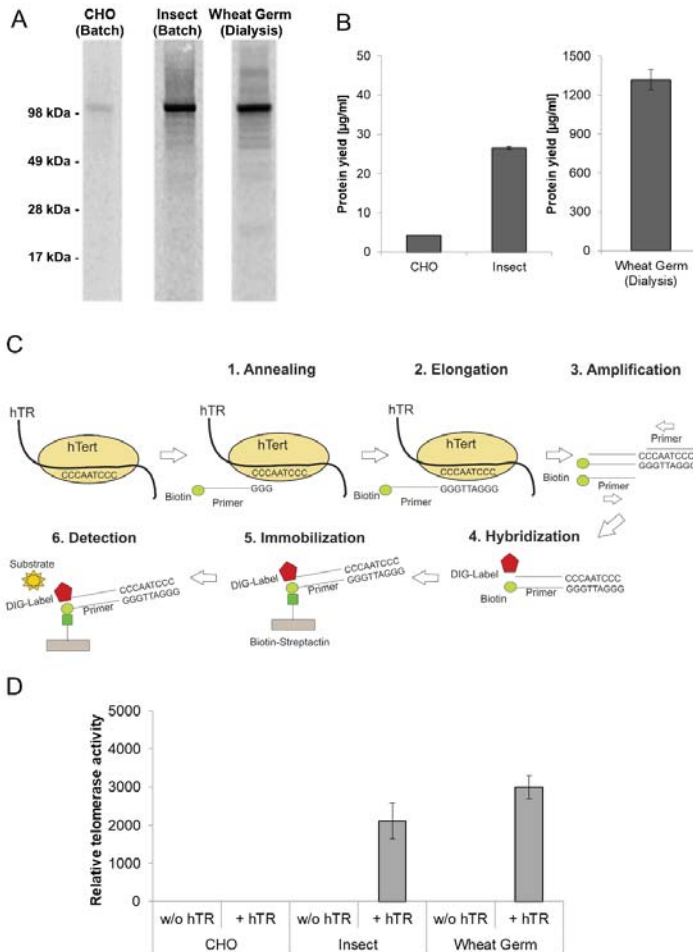 A
CHO Insect Wheat Germ
(Batch) (Batch) (Dialysis)
98 kDa -
49 kDa -
28 kDa -
17 kDa -
B
Protein yield [µg/ml]
50
40
30
20
10
0
CHO Insect
Protein yield [µg/ml]
1500
1200
900
600
300
0
Wheat Germ
(Dialysis)
C
1. Annealing 2. Elongation 3. Amplification
hTR
hTert
CCCAATCCC
hTR
hTert
CCCAATCCC
GGG
Biotin
Primer
hTR
hTert
CCCAATCCC
GGGTTAGGG
Biotin
Primer
Primer
CCCAATCCC
GGGTTAGGG
Biotin
Primer
4. Hybridization
DIG-Label
CCCAATCCC
GGGTTAGGG
Biotin Primer
5. Immobilization
DIG-Label
CCCAATCCC
GGGTTAGGG
Primer
Biotin-Streptactin
6. Detection
Substrate
DIG-Label
CCCAATCCC
GGGTTAGGG
Primer
D
Relative telomerase activity
5000
4000
3000
2000
1000
0
w/o hTR + hTR w/o hTR + hTR w/o hTR + hTR
CHO Insect Wheat Germ